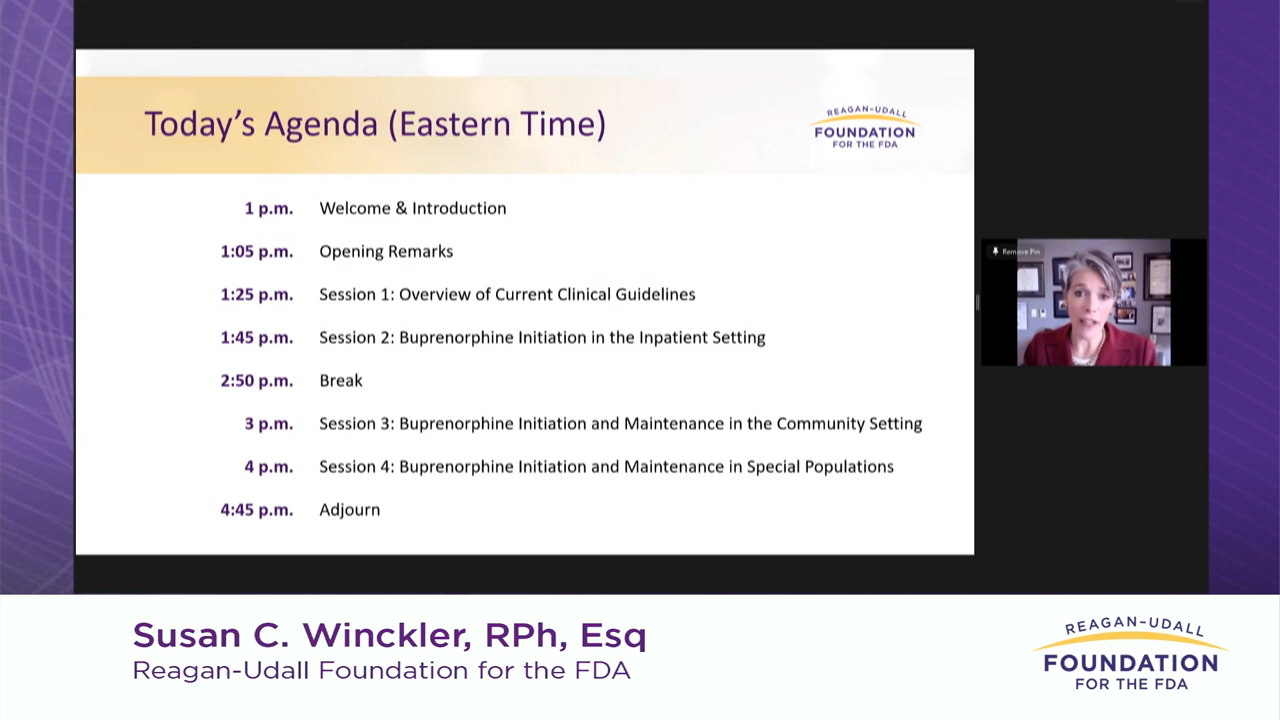 Today's Agenda (Eastern Time)
REAGAN-UDALL
FOUNDATION
FOR THE FDA
1 p.m. Welcome & Introduction
1:05 p.m. Opening Remarks
1:25 p.m. Session 1: Overview of Current Clinical Guidelines
1:45 p.m. Session 2: Buprenorphine Initiation in the Inpatient Setting
2:50 p.m. Break
3 p.m. Session 3: Buprenorphine Initiation and Maintenance in the Community Setting
4 p.m. Session 4: Buprenorphine Initiation and Maintenance in Special Populations
4:45 p.m. Adjourn
Remove Pin
Susan C. Winckler, RPh, Esq
Reagan-Udall Foundation for the FDA
REAGAN-UDALL
FOUNDATION
FOR THE FDA